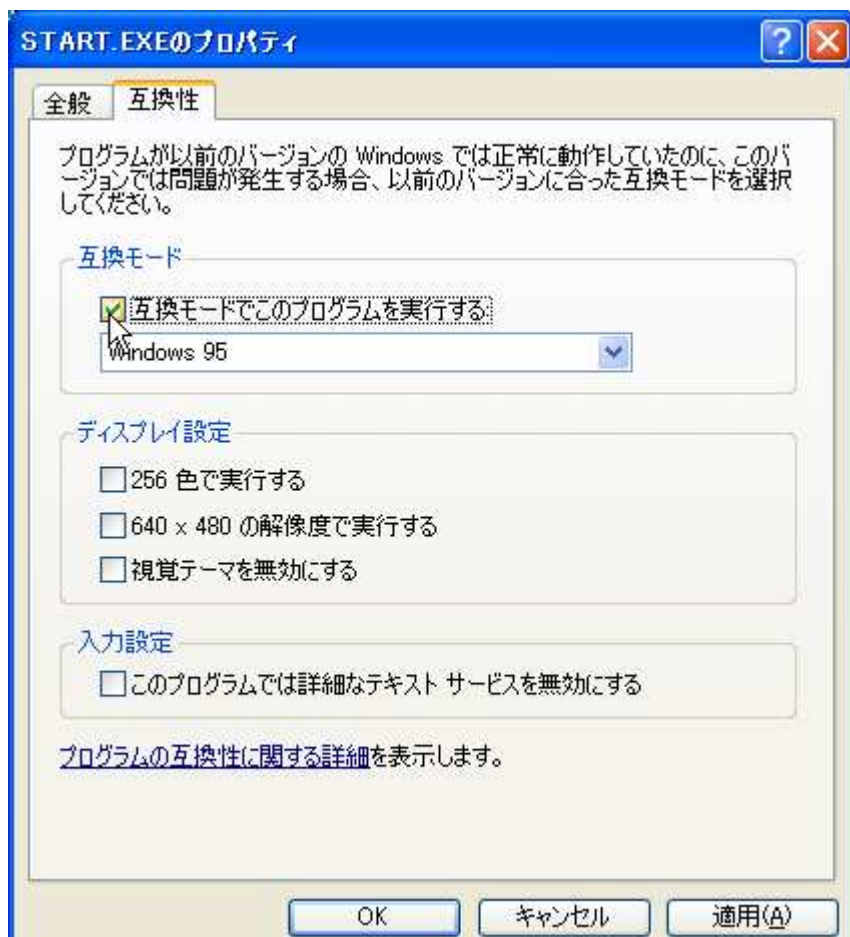 START.EXEのプロパティ
全般
互換性
プログラムが以前のバージョンの Windows では正常に動作していたのに、このバ
ージョンでは問題が発生する場合、以前のバージョンに合った互換モードを選択
してください。
互換モード
互換モードでこのプログラムを実行する:
Windows 95
ディスプレイ設定
256 色で実行する
640 x 480 の解像度で実行する
視覚テーマを無効にする
入力設定
このプログラムでは詳細なテキスト サービスを無効にする
プログラムの互換性に関する詳細を表示します。
OK
キャンセル
適用(A)